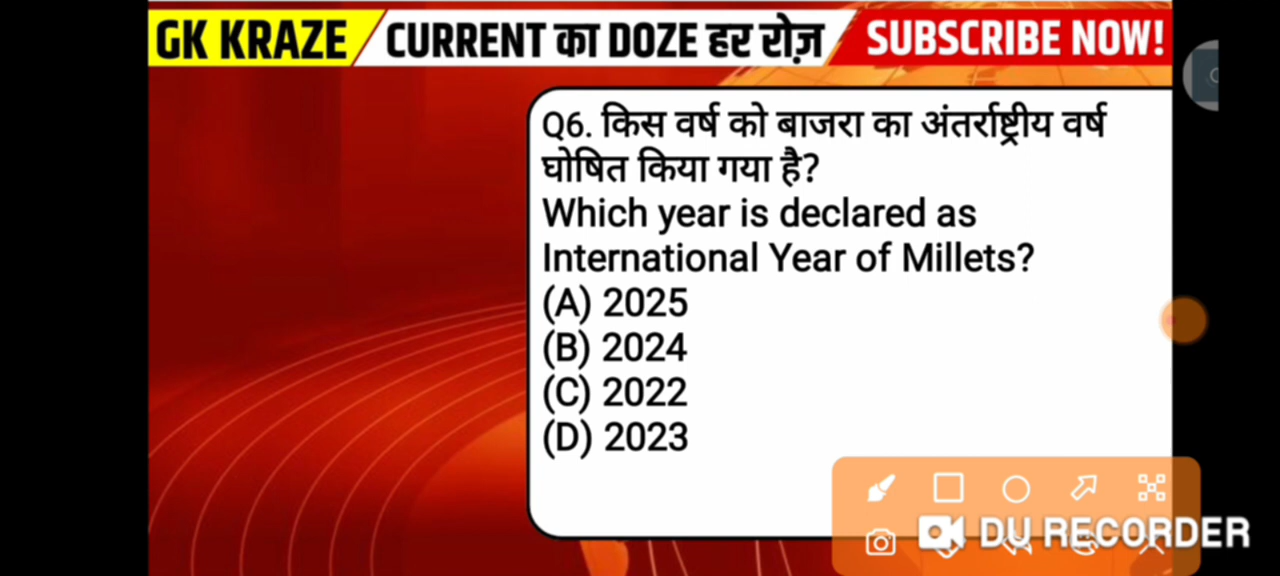 GK KRAZE CURRENT का DOZE हर रोज़ SUBSCRIBE NOW!
Q6. किस वर्ष को बाजरा का अंतर्राष्ट्रीय वर्ष
घोषित किया गया है?
Which year is declared as
International Year of Millets?
(A) 2025
(B) 2024
(C) 2022
(D) 2023
DU RECORDER